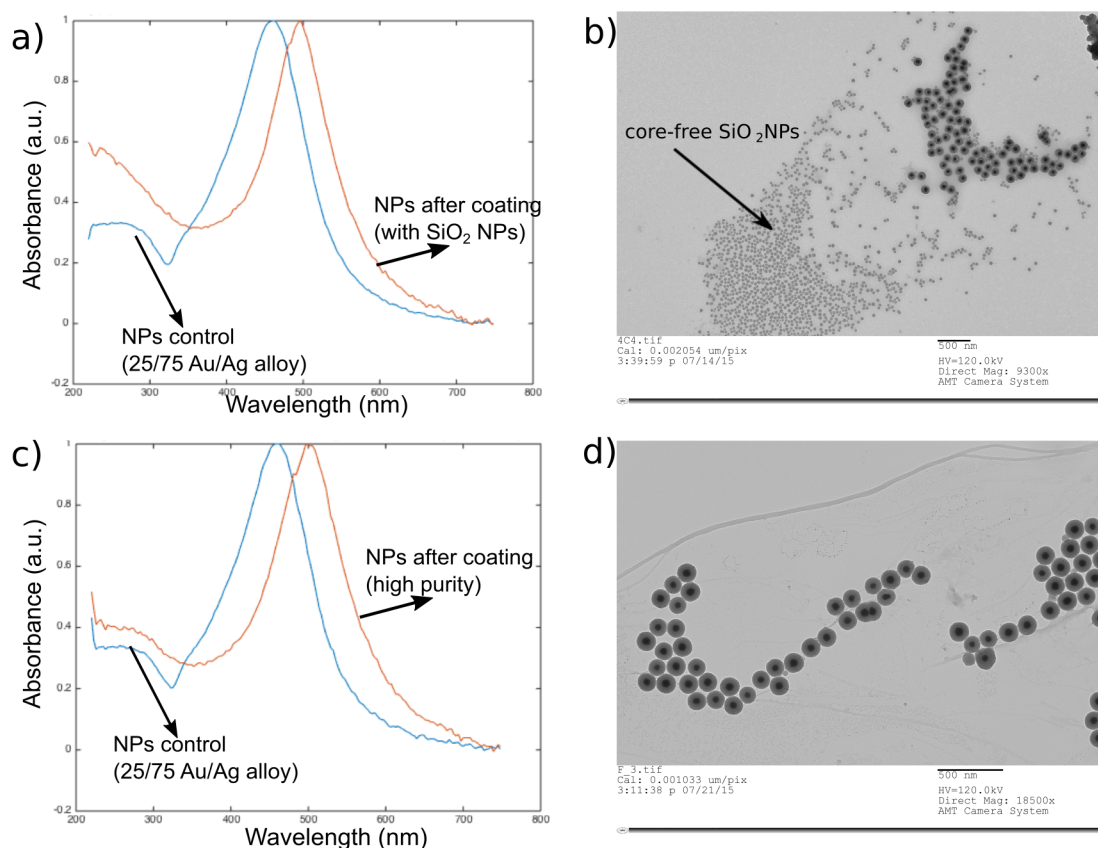 a)
1
0.8
0.6
0.4
0.2
0
-0.2
200
300
400
500
600
700
800
Absorbance (a.u.)
Wavelength (nm)
NPs after coating
(with SiO₂ NPs)
NPs control
(25/75 Au/Ag alloy)
b)
core-free SiO₂NPs
4C4.tif
Cal: 0.002054 um/pix
3:39:59 p 07/14/15
500 nm
HV=120.0kV
Direct Mag: 9300x
AMT Camera System
c)
1
0.8
0.6
0.4
0.2
0
-0.2
200
300
400
500
600
700
800
Absorbance (a.u.)
Wavelength (nm)
NPs after coating
(high purity)
NPs control
(25/75 Au/Ag alloy)
d)
F_3.tif
Cal: 0.001033 um/pix
3:11:38 p 07/21/15
500 nm
HV=120.0kV
Direct Mag: 18500x
AMT Camera System